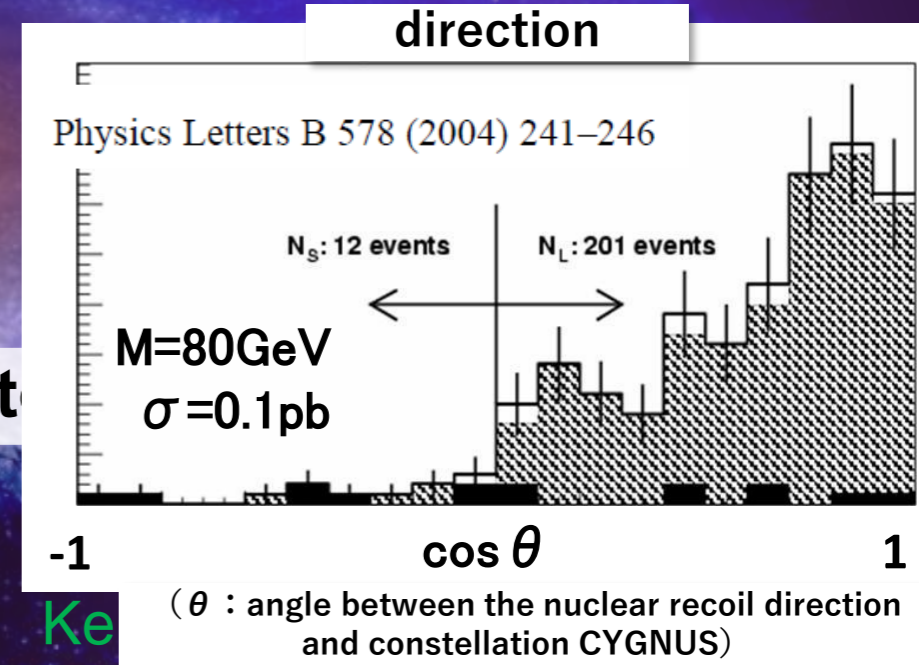 direction
Physics Letters B 578 (2004) 241–246
N_S: 12 events
N_L: 201 events
M=80GeV
σ=0.1pb
-1
cosθ
1
(θ:angle between the nuclear recoil direction
and constellation CYGNUS)
Ke